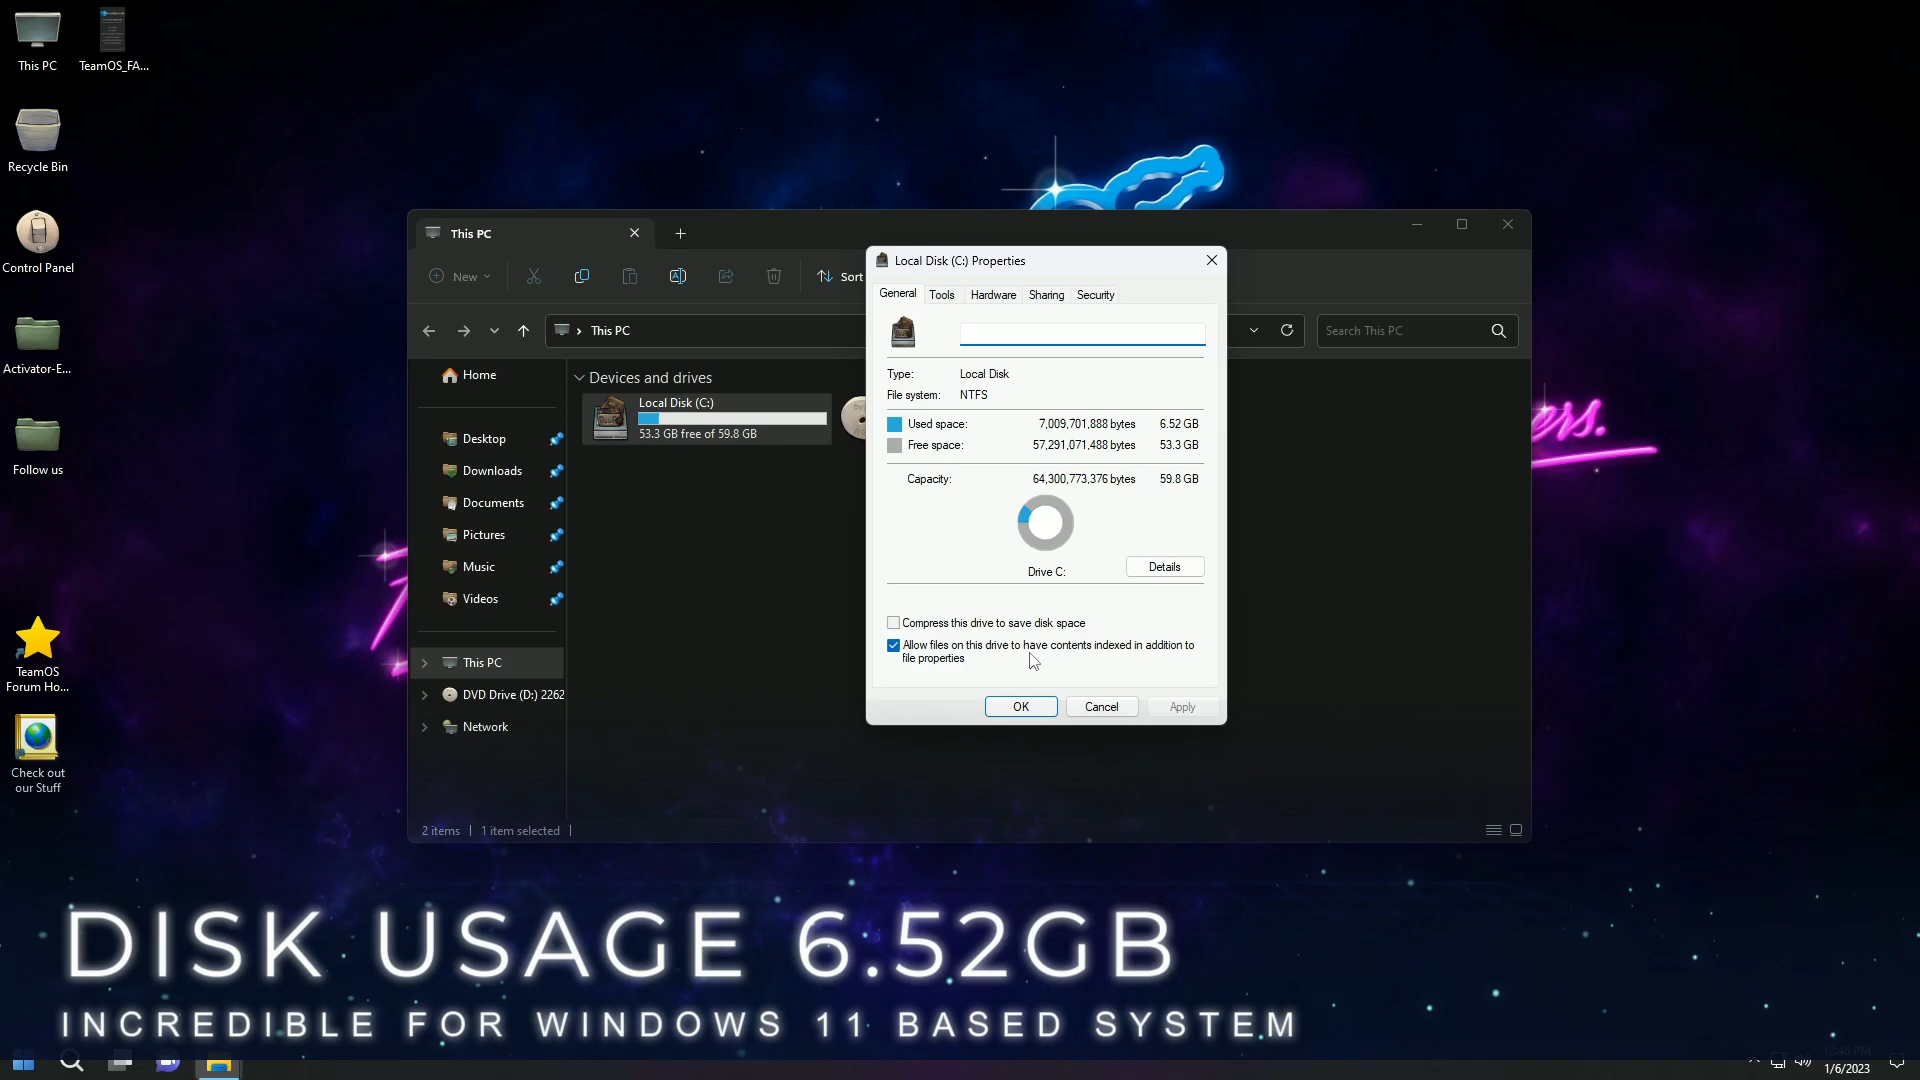 This PC
TeamOS_FA...
Recycle Bin
Control Panel
Activator-E...
Follow us
TeamOS
Forum Ho...
Check out
our Stuff
This PC
New
Sort
This PC
Search This PC
Home
Desktop
Downloads
Documents
Pictures
Music
Videos
This PC
DVD Drive (D:) 2262
Network
Devices and drives
Local Disk (C:)
53.3 GB free of 59.8 GB
2 items
1 item selected
Local Disk (C:) Properties
General Tools Hardware Sharing Security
Type: Local Disk
File system: NTFS
Used space: 7,009,701,888 bytes 6.52 GB
Free space: 57,291,071,488 bytes 53.3 GB
Capacity: 64,300,773,376 bytes 59.8 GB
Drive C:
Details
Compress this drive to save disk space
Allow files on this drive to have contents indexed in addition to
file properties
OK Cancel Apply
ers.
DISK USAGE 6.52GB
INCREDIBLE FOR WINDOWS 11 BASED SYSTEM
1/6/2023